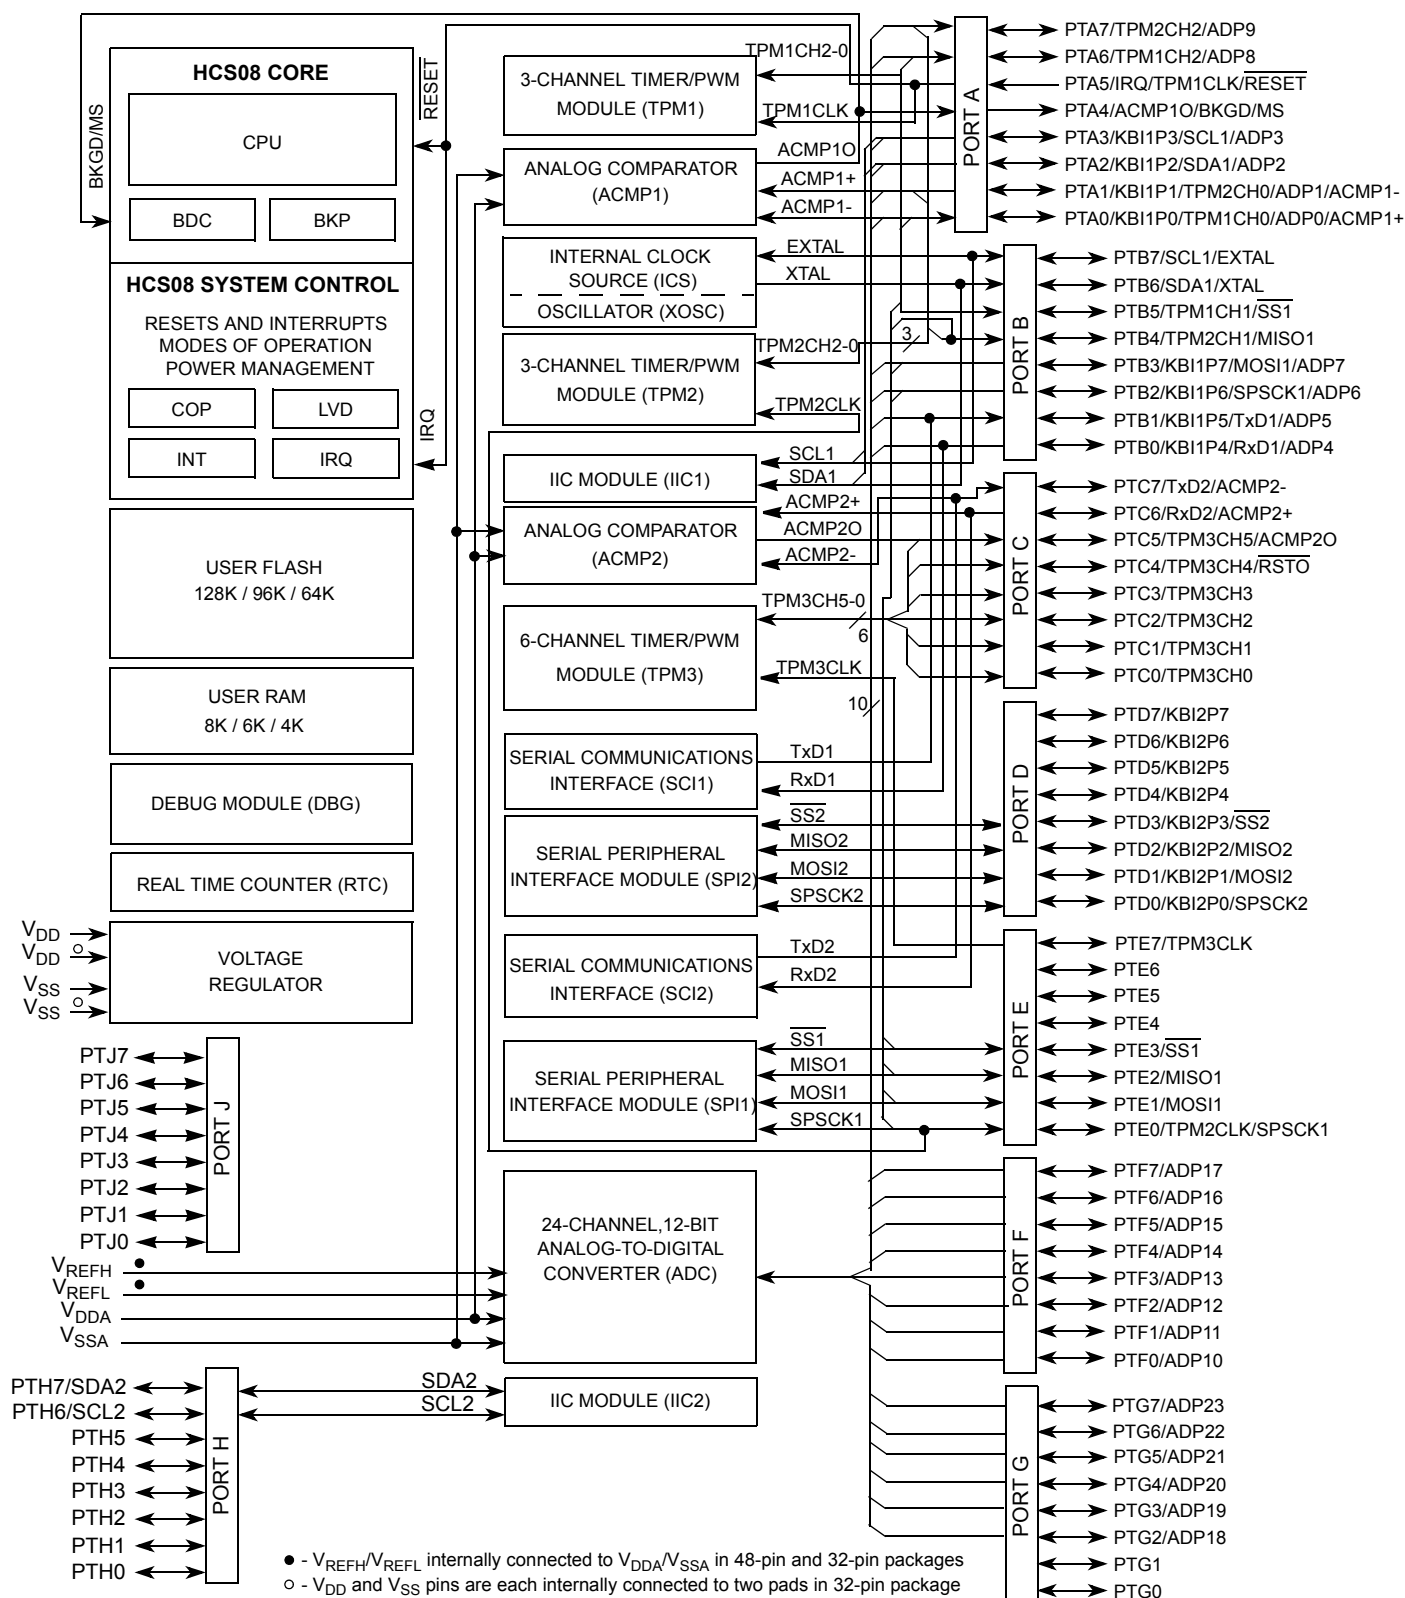 HCS08 CORE
CPU
BDC
BKP
BKGD/MS
RESET
IRQ
HCS08 SYSTEM CONTROL
RESETS AND INTERRUPTS
MODES OF OPERATION
POWER MANAGEMENT
COP
LVD
INT
IRQ
USER FLASH
128K / 96K / 64K
USER RAM
8K / 6K / 4K
DEBUG MODULE (DBG)
REAL TIME COUNTER (RTC)
VDD
VDD
VSS
VSS
VOLTAGE
REGULATOR
PTJ7
PTJ6
PTJ5
PTJ4
PTJ3
PTJ2
PTJ1
PTJ0
PORT J
VREFH
VREFL
VDDA
VSSA
PTH7/SDA2
PTH6/SCL2
PTH5
PTH4
PTH3
PTH2
PTH1
PTH0
PORT H
3-CHANNEL TIMER/PWM
MODULE (TPM1)
TPM1CH2-0
TPM1CLK
ANALOG COMPARATOR
(ACMP1)
ACMP1O
ACMP1+
ACMP1-
INTERNAL CLOCK
SOURCE (ICS)
OSCILLATOR (XOSC)
EXTAL
XTAL
3-CHANNEL TIMER/PWM
MODULE (TPM2)
TPM2CH2-0
3
TPM2CLK
IIC MODULE (IIC1)
SCL1
SDA1
ANALOG COMPARATOR
(ACMP2)
ACMP2+
ACMP2O
ACMP2-
6-CHANNEL TIMER/PWM
MODULE (TPM3)
TPM3CH5-0
6
TPM3CLK
10
SERIAL COMMUNICATIONS
INTERFACE (SCI1)
TxD1
RxD1
SERIAL PERIPHERAL
INTERFACE MODULE (SPI2)
SS2
MISO2
MOSI2
SPSCK2
SERIAL COMMUNICATIONS
INTERFACE (SCI2)
TxD2
RxD2
SERIAL PERIPHERAL
INTERFACE MODULE (SPI1)
SS1
MISO1
MOSI1
SPSCK1
24-CHANNEL,12-BIT
ANALOG-TO-DIGITAL
CONVERTER (ADC)
SDA2
SCL2
IIC MODULE (IIC2)
PORT A
PTA7/TPM2CH2/ADP9
PTA6/TPM1CH2/ADP8
PTA5/IRQ/TPM1CLK/RESET
PTA4/ACMP1O/BKGD/MS
PTA3/KBI1P3/SCL1/ADP3
PTA2/KBI1P2/SDA1/ADP2
PTA1/KBI1P1/TPM2CH0/ADP1/ACMP1-
PTA0/KBI1P0/TPM1CH0/ADP0/ACMP1+
PORT B
PTB7/SCL1/EXTAL
PTB6/SDA1/XTAL
PTB5/TPM1CH1/SS1
PTB4/TPM2CH1/MISO1
PTB3/KBI1P7/MOSI1/ADP7
PTB2/KBI1P6/SPSCK1/ADP6
PTB1/KBI1P5/TxD1/ADP5
PTB0/KBI1P4/RxD1/ADP4
PORT C
PTC7/TxD2/ACMP2-
PTC6/RxD2/ACMP2+
PTC5/TPM3CH5/ACMP2O
PTC4/TPM3CH4/RSTO
PTC3/TPM3CH3
PTC2/TPM3CH2
PTC1/TPM3CH1
PTC0/TPM3CH0
PORT D
PTD7/KBI2P7
PTD6/KBI2P6
PTD5/KBI2P5
PTD4/KBI2P4
PTD3/KBI2P3/SS2
PTD2/KBI2P2/MISO2
PTD1/KBI2P1/MOSI2
PTD0/KBI2P0/SPSCK2
PORT E
PTE7/TPM3CLK
PTE6
PTE5
PTE4
PTE3/SS1
PTE2/MISO1
PTE1/MOSI1
PTE0/TPM2CLK/SPSCK1
PORT F
PTF7/ADP17
PTF6/ADP16
PTF5/ADP15
PTF4/ADP14
PTF3/ADP13
PTF2/ADP12
PTF1/ADP11
PTF0/ADP10
PORT G
PTG7/ADP23
PTG6/ADP22
PTG5/ADP21
PTG4/ADP20
PTG3/ADP19
PTG2/ADP18
PTG1
PTG0
● - VREFH/VREFL internally connected to VDDA/VSSA in 48-pin and 32-pin packages
○ - VDD and VSS pins are each internally connected to two pads in 32-pin package